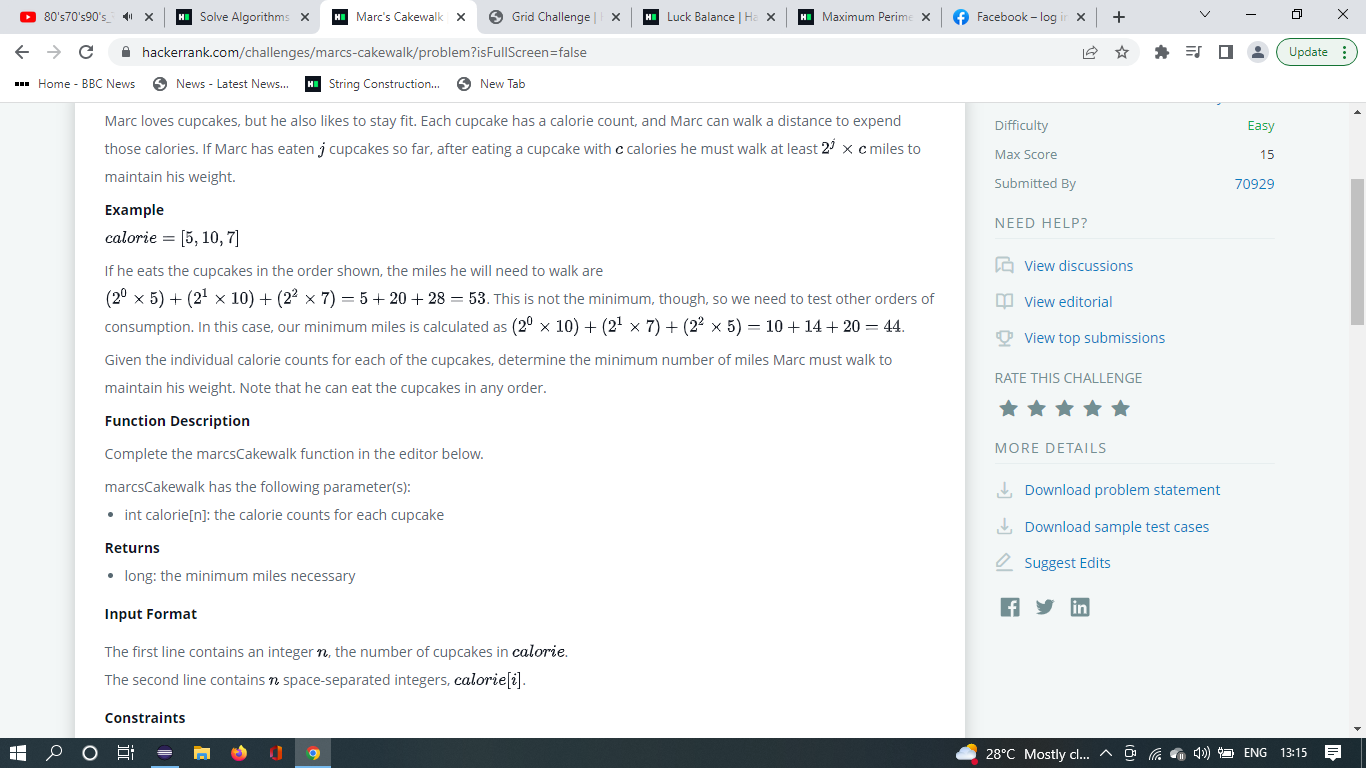 80's70's90's_
Solve Algorithms
Marc's Cakewalk
Grid Challenge |
Luck Balance | Ha
Maximum Perime
Facebook – log in
hackerrank.com/challenges/marcs-cakewalk/problem?isFullScreen=false
Update
Home - BBC News
News - Latest News...
String Construction...
New Tab
Marc loves cupcakes, but he also likes to stay fit. Each cupcake has a calorie count, and Marc can walk a distance to expend
those calories. If Marc has eaten j cupcakes so far, after eating a cupcake with c calories he must walk at least 2^j × c miles to
maintain his weight.
Example
calorie = [5, 10, 7]
If he eats the cupcakes in the order shown, the miles he will need to walk are
(2^0 × 5) + (2^1 × 10) + (2^2 × 7) = 5 + 20 + 28 = 53. This is not the minimum, though, so we need to test other orders of
consumption. In this case, our minimum miles is calculated as (2^0 × 10) + (2^1 × 7) + (2^2 × 5) = 10 + 14 + 20 = 44.
Given the individual calorie counts for each of the cupcakes, determine the minimum number of miles Marc must walk to
maintain his weight. Note that he can eat the cupcakes in any order.
Function Description
Complete the marcsCakewalk function in the editor below.
marcsCakewalk has the following parameter(s):
• int calorie[n]: the calorie counts for each cupcake
Returns
• long: the minimum miles necessary
Input Format
The first line contains an integer n, the number of cupcakes in calorie.
The second line contains n space-separated integers, calorie[i].
Constraints
Difficulty Easy
Max Score 15
Submitted By 70929
NEED HELP?
View discussions
View editorial
View top submissions
RATE THIS CHALLENGE
MORE DETAILS
Download problem statement
Download sample test cases
Suggest Edits
28°C Mostly cl... ENG 13:15